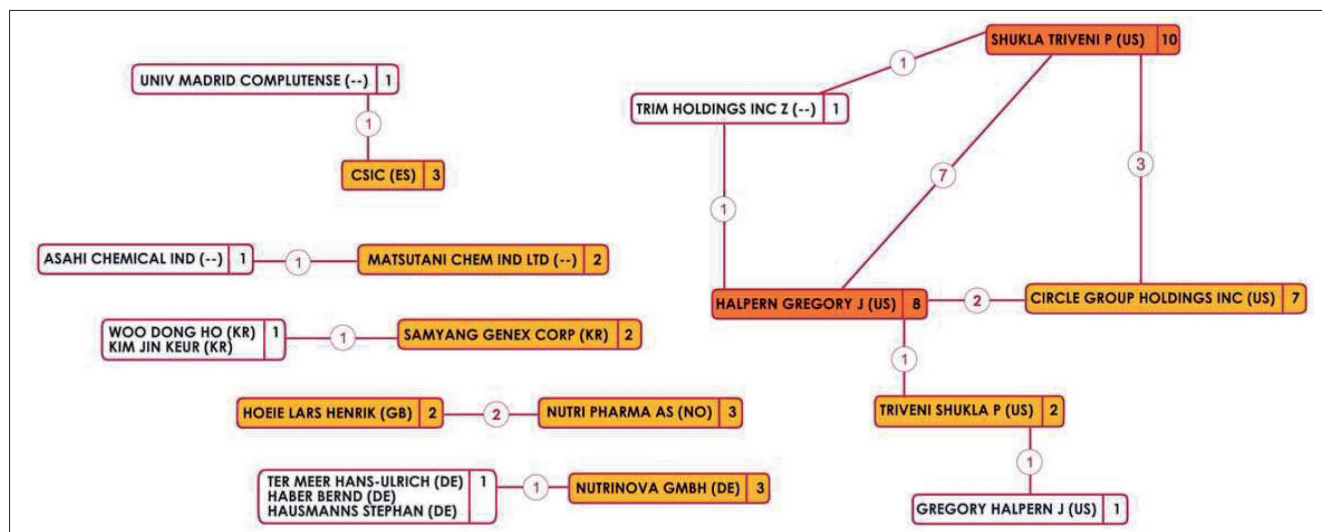 SHUKLA TRIVENI P (US) 10
1
UNIV MADRID COMPLUTENSE (--) 1
TRIM HOLDINGS INC Z (--) 1
1
7
3
CSIC (ES) 3
1
ASAHI CHEMICAL IND (--) 1
1
MATSUTANI CHEM IND LTD (--) 2
HALPERN GREGORY J (US) 8
2
CIRCLE GROUP HOLDINGS INC (US) 7
WOO DONG HO (KR) 1
KIM JIN KEUR (KR)
1
SAMYANG GENEX CORP (KR) 2
1
HOEIE LARS HENRIK (GB) 2
2
NUTRI PHARMA AS (NO) 3
TRIVENI SHUKLA P (US) 2
1
TER MEER HANS-ULRICH (DE) 1
HABER BERND (DE)
HAUSMANNS STEPHAN (DE)
1
NUTRINOVA GMBH (DE) 3
GREGORY HALPERN J (US) 1
1